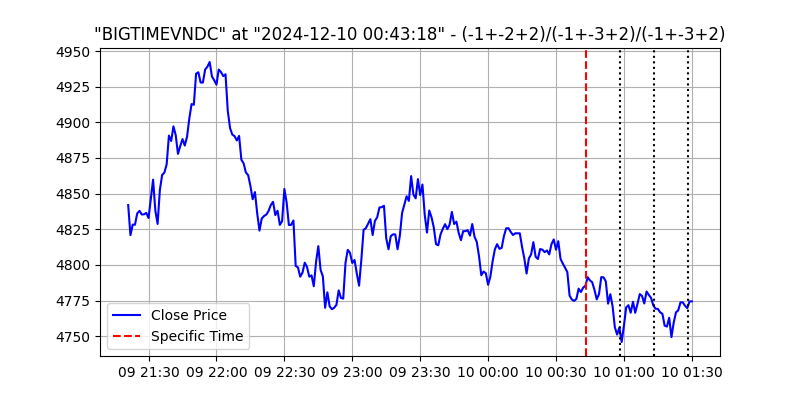 "BIGTIMEVNDC" at "2024-12-10 00:43:18" - (-1+-2+2)/(-1+-3+2)/(-1+-3+2)
4950
4925
4900
4875
4850
4825
4800
4775
4750
Close Price
Specific Time
09 21:30 09 22:00 09 22:30 09 23:00 09 23:30 10 00:00 10 00:30 10 01:00 10 01:30